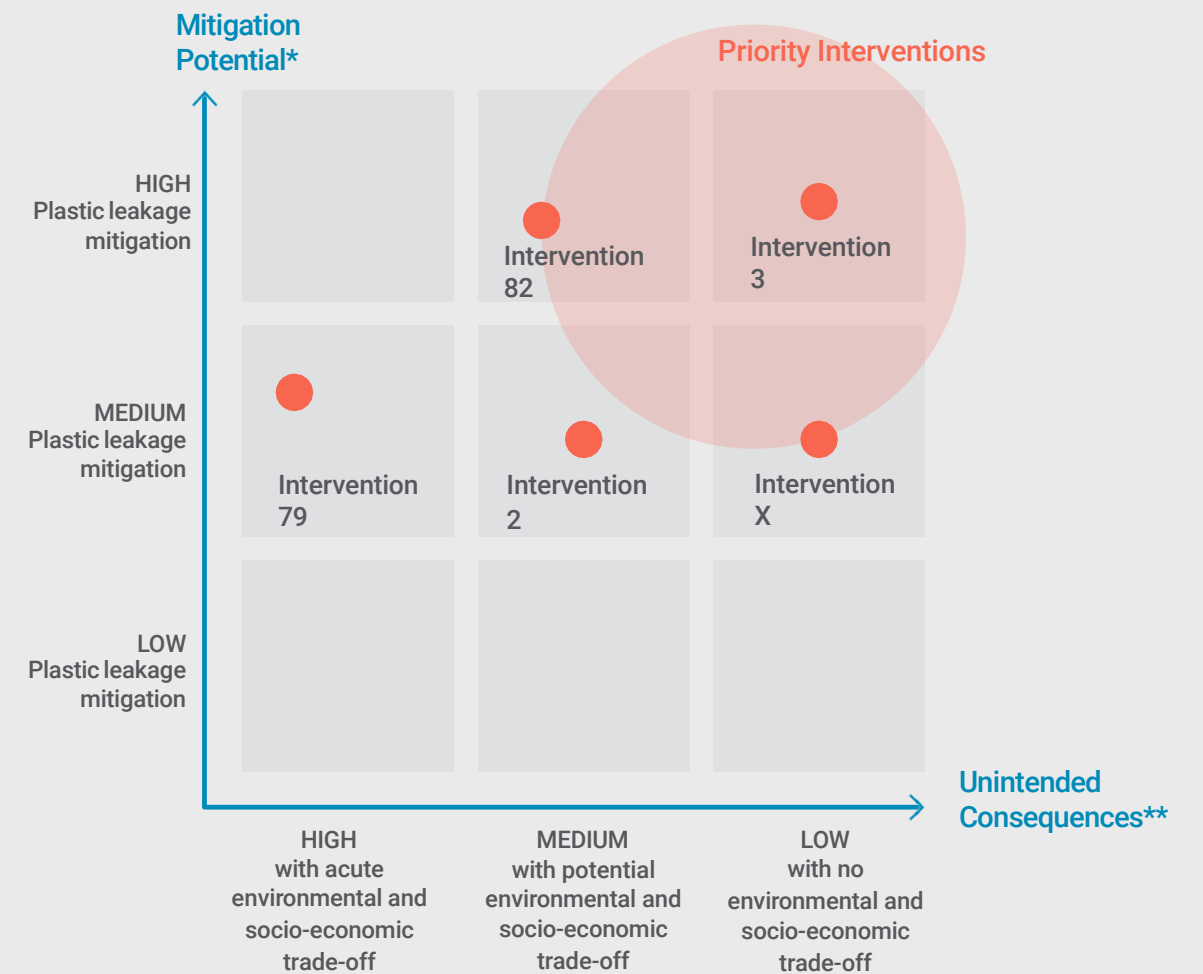 Mitigation
Potential*
Priority Interventions
HIGH
Plastic leakage
mitigation
Intervention
82
Intervention
3
MEDIUM
Plastic leakage
mitigation
Intervention
79
Intervention
2
Intervention
X
LOW
Plastic leakage
mitigation
Unintended
Consequences**
HIGH
with acute
environmental and
socio-economic
trade-off
MEDIUM
with potential
environmental and
socio-economic
trade-off
LOW
with no
environmental and
socio-economic
trade-off